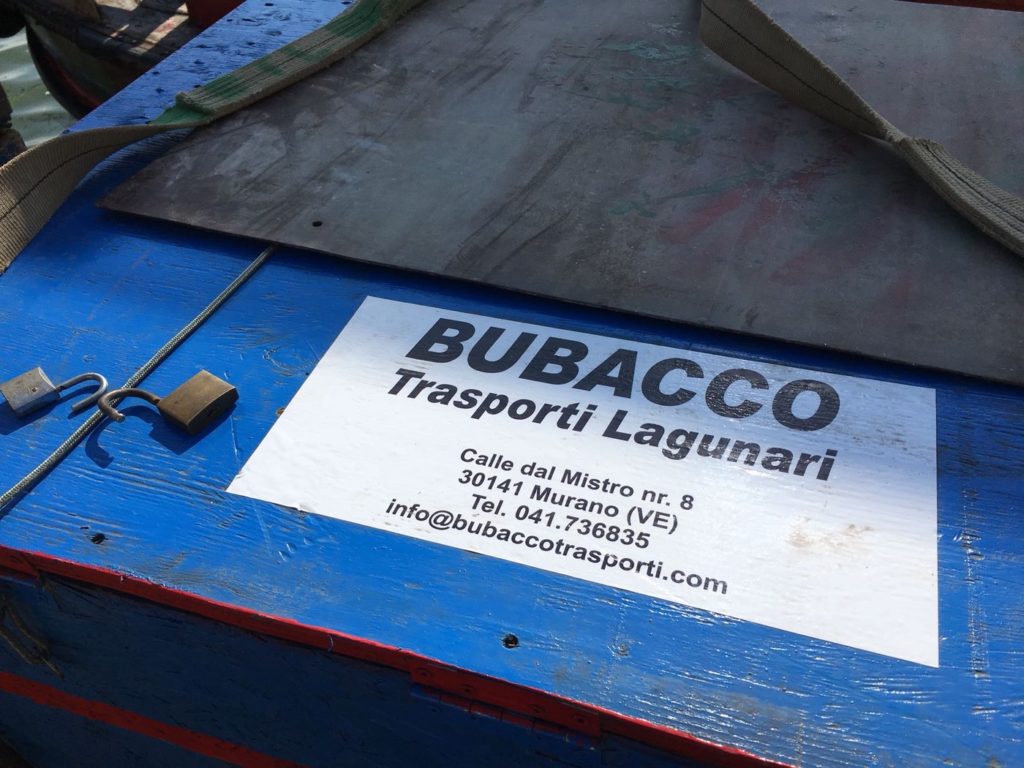 BUBACCO
Trasporti Lagunari
Calle dal Mistro nr. 8
30141 Murano (VE)
Tel. 041.736835
info@bubaccotrasporti.com